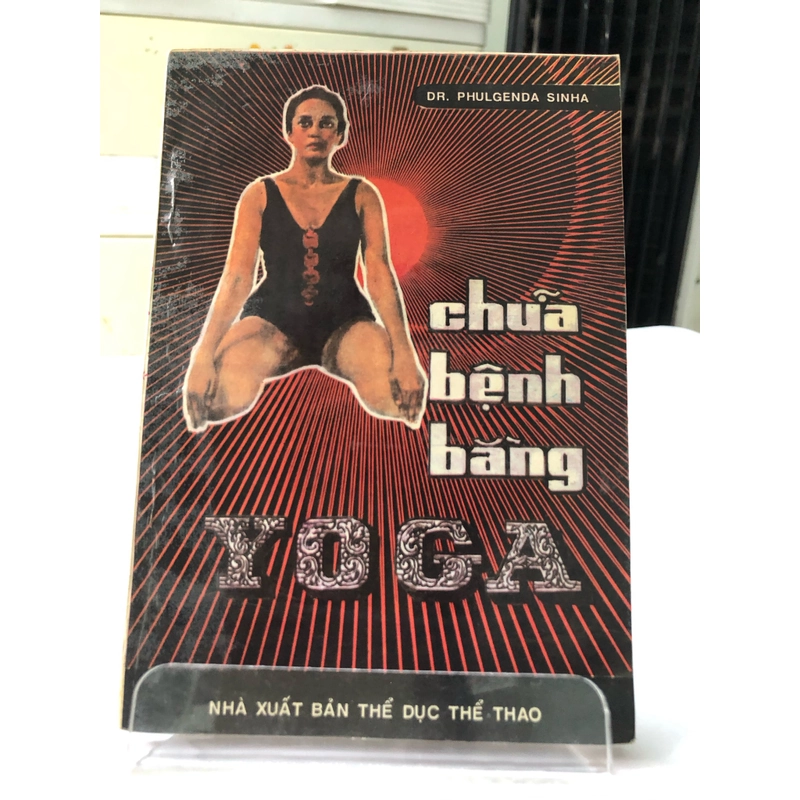 DR. PHULGENDA SINHA
chữa
bệnh
bằng
YOGA
NHÀ XUẤT BẢN THỂ DỤC THỂ THAO